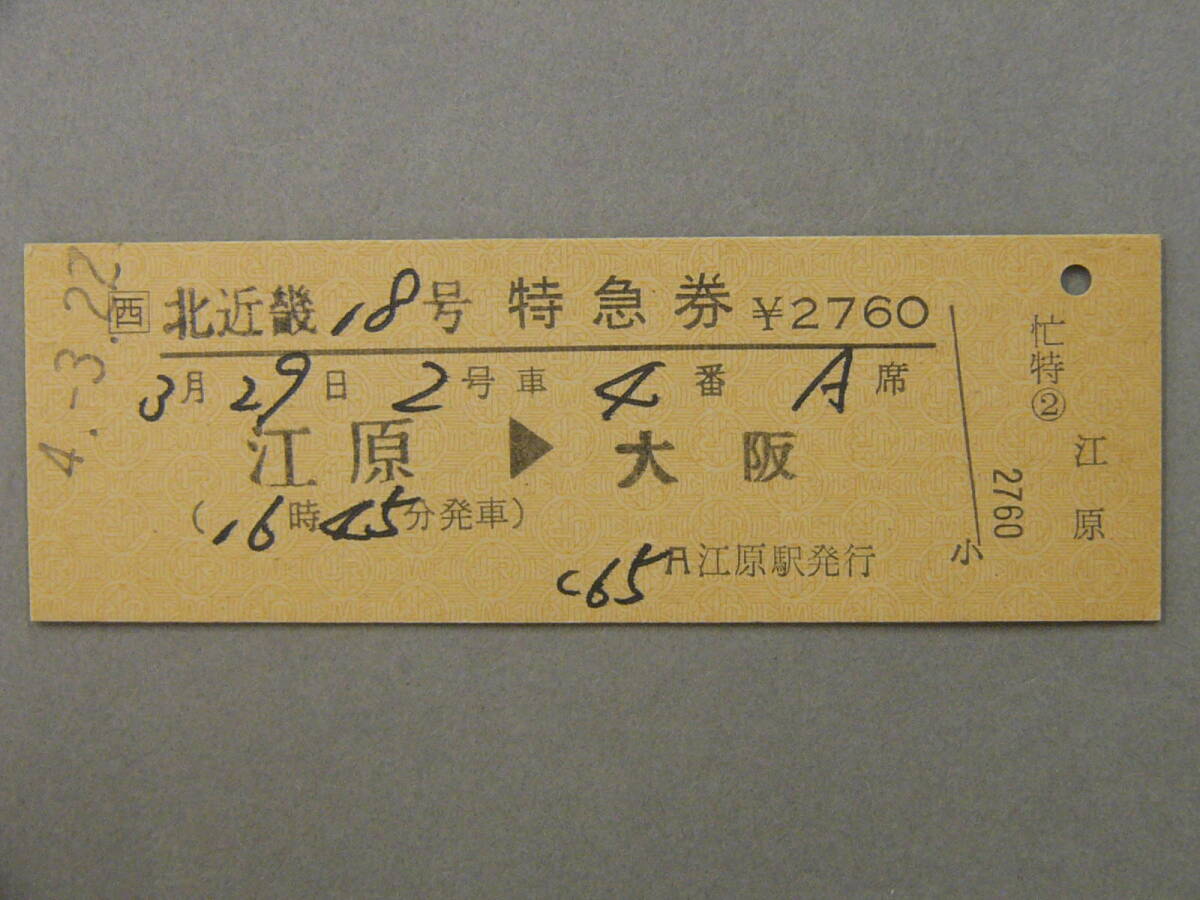 4.-3.22
西 北近畿 18号 特急券 ¥2760
3月 29日 2号車 4番 A席
江原 ▶ 大阪
(16時45分発車)
C65 円江原駅発行
小
2760
忙特②
江原